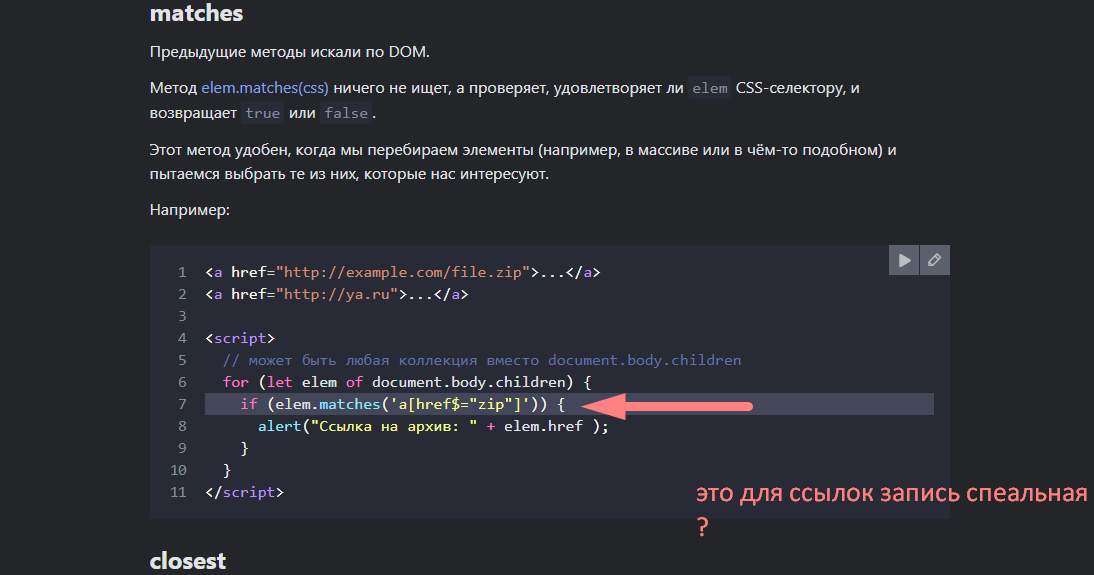 matches
Предыдущие методы искали по DOM.
Метод elem.matches(css) ничего не ищет, а проверяет, удовлетворяет ли elem CSS-селектору, и
возвращает true или false.
Этот метод удобен, когда мы перебираем элементы (например, в массиве или в чём-то подобном) и
пытаемся выбрать те из них, которые нас интересуют.
Например:
1 <a href="http://example.com/file.zip">...</a>
2 <a href="http://ya.ru">...</a>
3
4 <script>
5 // может быть любая коллекция вместо document.body.children
6 for (let elem of document.body.children) {
7 if (elem.matches('a[href$="zip"]')) {
8 alert("Ссылка на архив: " + elem.href );
9 }
10 }
11 </script>
это для ссылок запись спеальная
?
closest